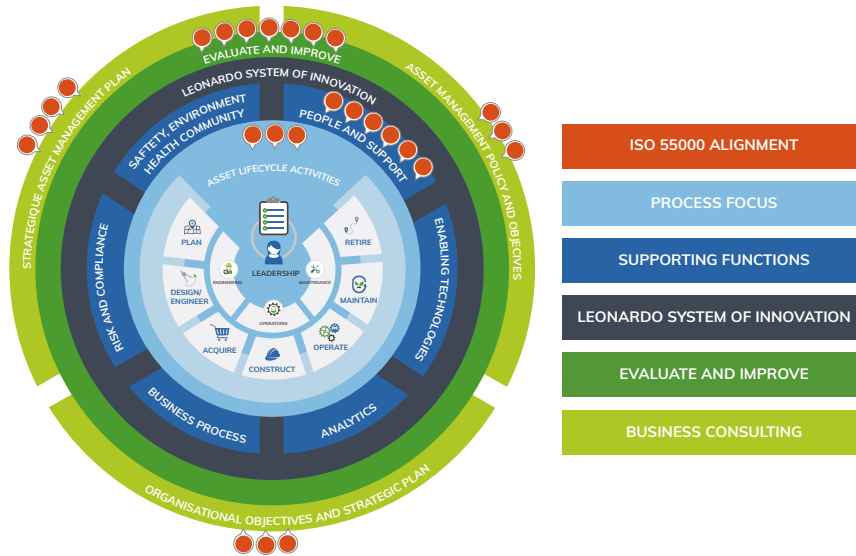 EVALUATE AND IMPROVE
LEONARDO SYSTEM OF INNOVATION
STRATEGIQUE ASSET MANAGEMENT PLAN
ASSET MANAGEMENT POLICY AND OBJECIVES
ORGANISATIONAL OBJECTIVES AND STRATEGIC PLAN
SAFTETY, ENVIRONMENT
HEALTH COMMUNITY
PEOPLE AND SUPPORT
RISK AND COMPLIANCE
ENABLING TECHNOLOGIES
BUSINESS PROCESS
ANALYTICS
ASSET LIFECYCLE ACTIVITIES
PLAN
DESIGN/
ENGINEER
ACQUIRE
CONSTRUCT
OPERATE
MAINTAIN
RETIRE
LEADERSHIP
ENGINEERING
MAINTENANCE
OPERATIONS
ISO 55000 ALIGNMENT
PROCESS FOCUS
SUPPORTING FUNCTIONS
LEONARDO SYSTEM OF INNOVATION
EVALUATE AND IMPROVE
BUSINESS CONSULTING